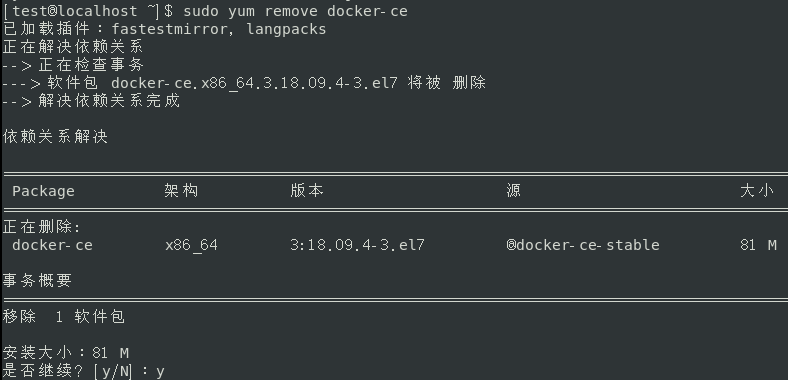 [test@localhost ~]$ sudo yum remove docker-ce
已加载插件：fastestmirror, langpacks
正在解决依赖关系
--> 正在检查事务
---> 软件包 docker-ce.x86_64.3.18.09.4-3.el7 将被 删除
--> 解决依赖关系完成
依赖关系解决
Package 架构 版本 源 大小
正在删除:
docker-ce x86_64 3:18.09.4-3.el7 @docker-ce-stable 81 M
事务概要
移除 1 软件包
安装大小：81 M
是否继续？[y/N]：y